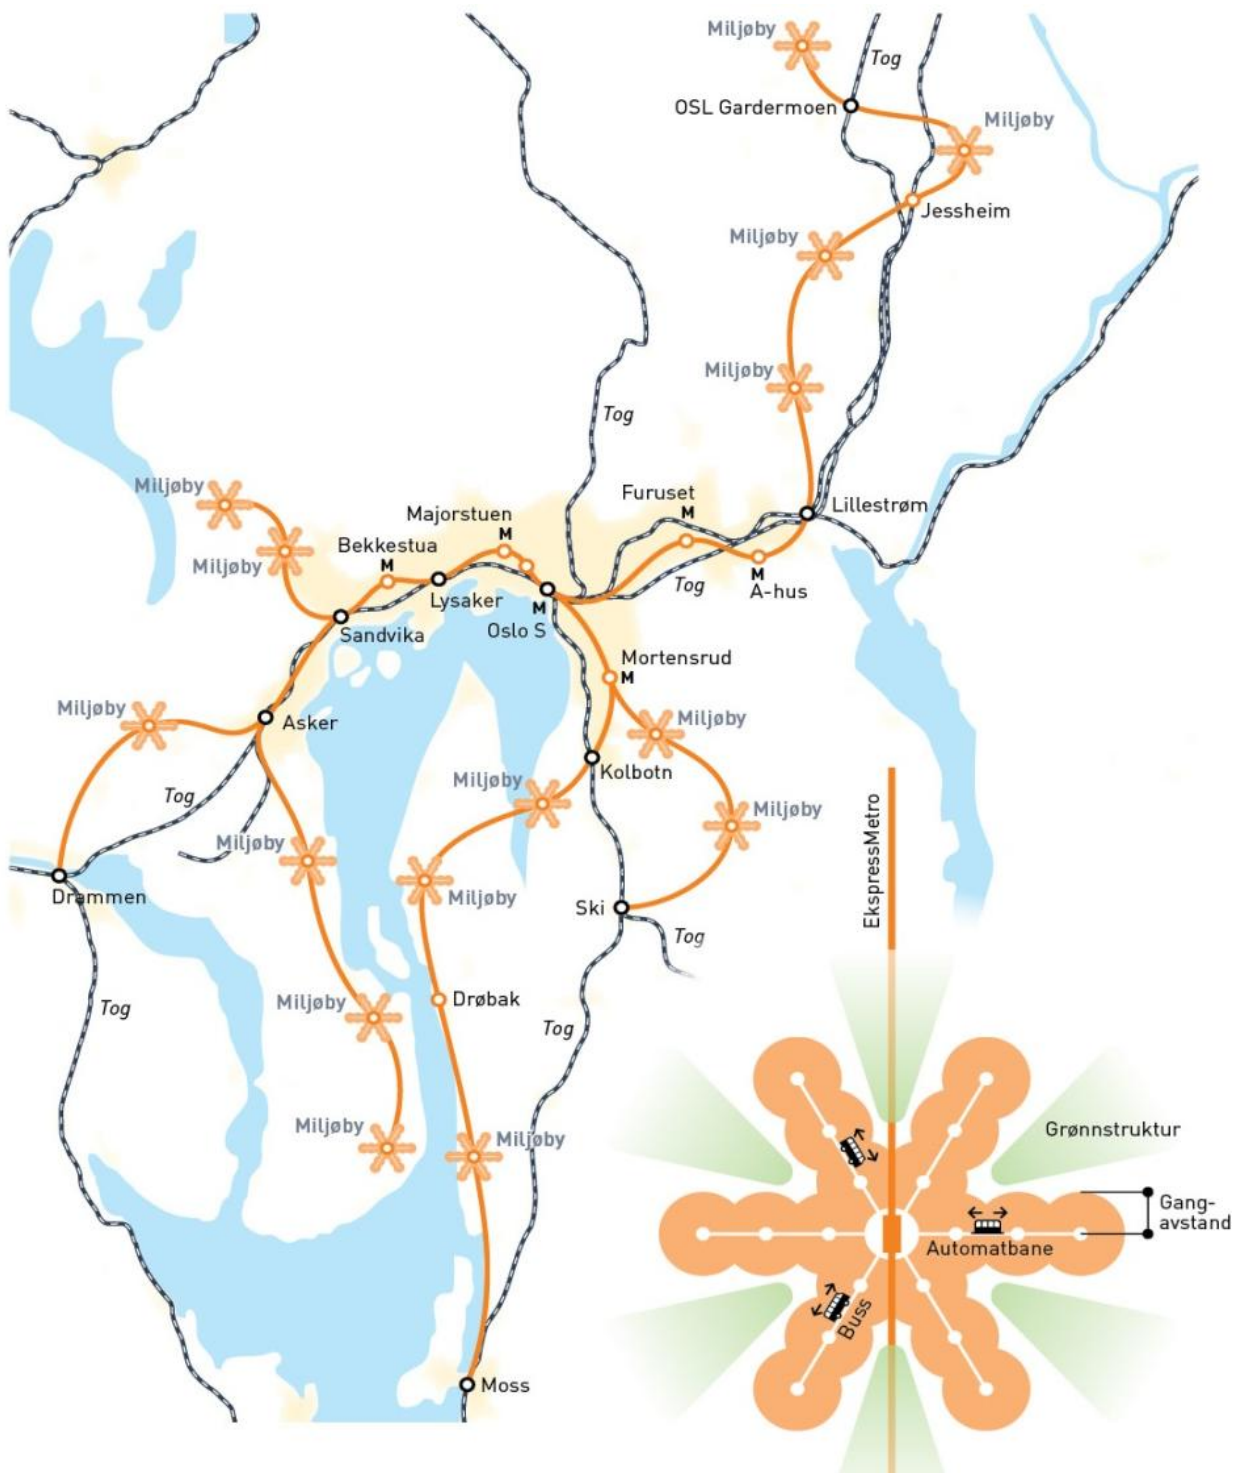 Miljøby
Tog
OSL Gardermoen
Miljøby
Jessheim
Miljøby
Miljøby
Tog
Miljøby
Furuset
M
Lillestrøm
Majorstuen
M
Bekkestua
M
Miljøby
Lysaker
Tog
M
A-hus
M
Oslo S
Sandvika
Mortensrud
M
Miljøby
Miljøby
Asker
Kolbotn
Miljøby
Tog
Miljøby
Miljøby
Drammen
Miljøby
Ski
Tog
EkspressMetro
Miljøby
Drøbak
Tog
Tog
Miljøby
Miljøby
Grønnstruktur
Gang-
avstand
Automatbane
Buss
Moss